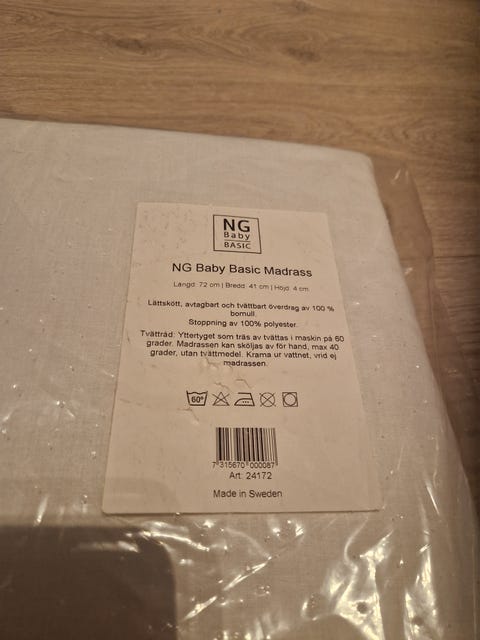 NG
Baby
BASIC
NG Baby Basic Madrass
Längd: 72 cm | Bredd: 41 cm | Höjd: 4 cm
Lättskött, avtagbart och tvättbart överdrag av 100 %
bomull.
Stoppning av 100% polyester.
Tvättråd: Yttertyget som träs av tvättas i maskin på 60
grader. Madrassen kan sköljas av för hand, max 40
grader, utan tvättmedel. Krama ur vattnet, vrid ej
madrassen.
60°
7 315670 000087
Art: 24172
Made in Sweden